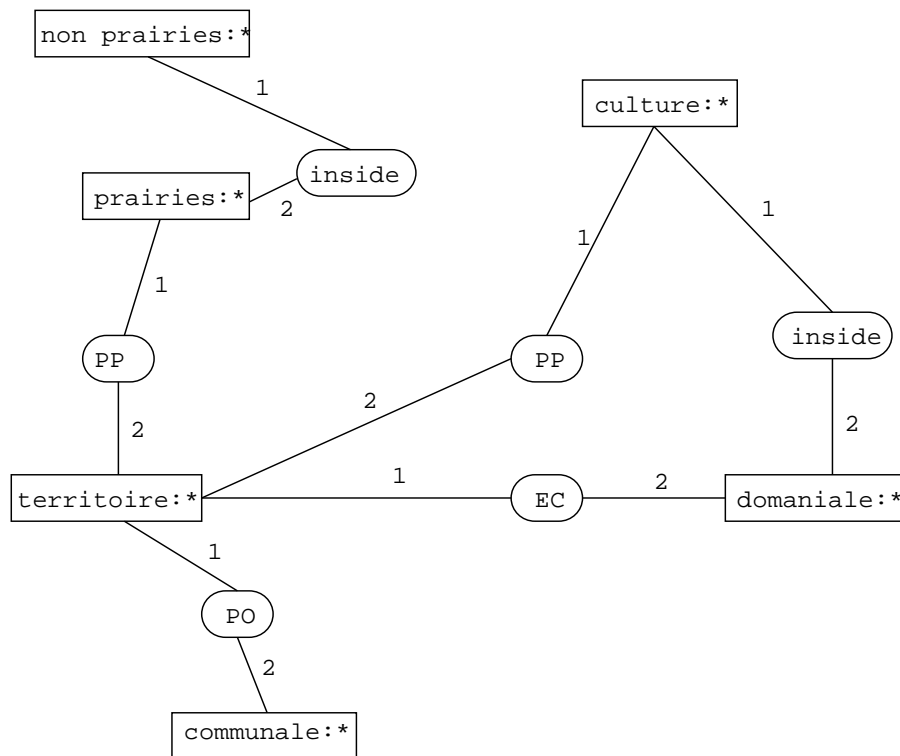 non prairies:*
1
culture:*
inside
prairies:*
2
1
1
1
inside
PP
PP
2
2
2
territoire:*
1
EC
2
domaniale:*
1
PO
2
communale:*